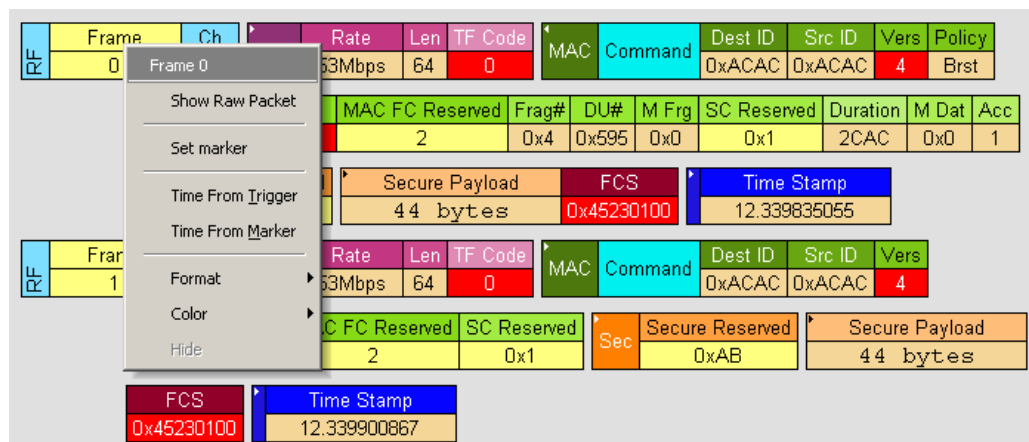 RF Frame Ch Rate Len TF Code MAC Command Dest ID Src ID Vers Policy
0 53Mbps 64 0 0xACAC 0xACAC 4 Brst
Frame 0
Show Raw Packet
Set marker
Time From Trigger
Time From Marker
Format
Color
Hide
MAC FC Reserved Frag# DU# M Frg SC Reserved Duration M Dat Acc
2 0x4 0x595 0x0 0x1 2CAC 0x0 1
Secure Payload FCS Time Stamp
44 bytes 0x45230100 12.339835055
RF Rate Len TF Code MAC Command Dest ID Src ID Vers
1 53Mbps 64 0 0xACAC 0xACAC 4
FC Reserved SC Reserved Sec Secure Reserved Secure Payload
2 0x1 0xAB 44 bytes
FCS Time Stamp
0x45230100 12.339900867